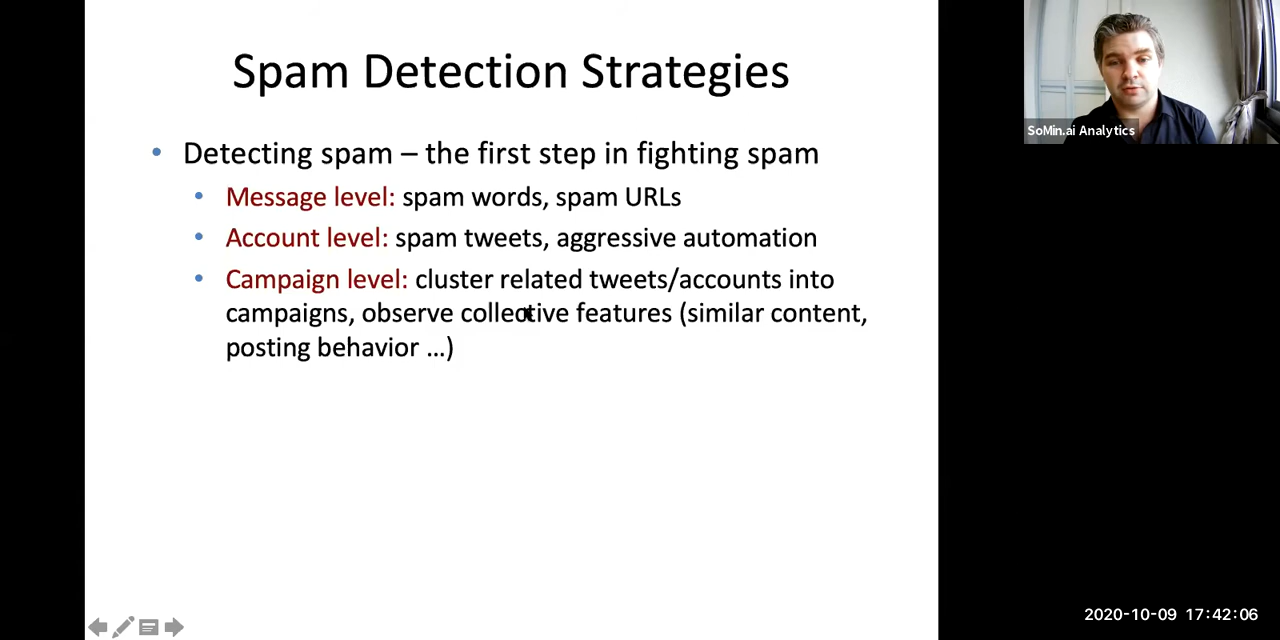 Spam Detection Strategies
• Detecting spam – the first step in fighting spam
• Message level: spam words, spam URLs
• Account level: spam tweets, aggressive automation
• Campaign level: cluster related tweets/accounts into
campaigns, observe collective features (similar content,
posting behavior …)
SoMin.ai Analytics
2020-10-09 17:42:06